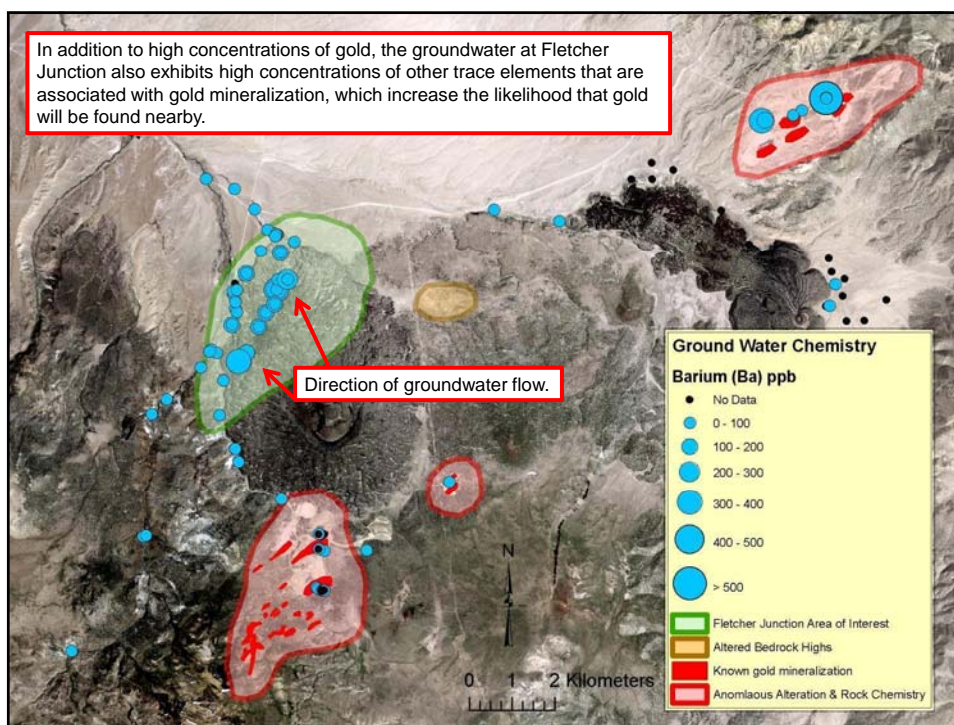 In addition to high concentrations of gold, the groundwater at Fletcher
Junction also exhibits high concentrations of other trace elements that are
associated with gold mineralization, which increase the likelihood that gold
will be found nearby.
Direction of groundwater flow.
N
0 1 2 Kilometers
Ground Water Chemistry
Barium (Ba) ppb
No Data
0 - 100
100 - 200
200 - 300
300 - 400
400 - 500
> 500
Fletcher Junction Area of Interest
Altered Bedrock Highs
Known gold mineralization
Anomlaous Alteration & Rock Chemistry